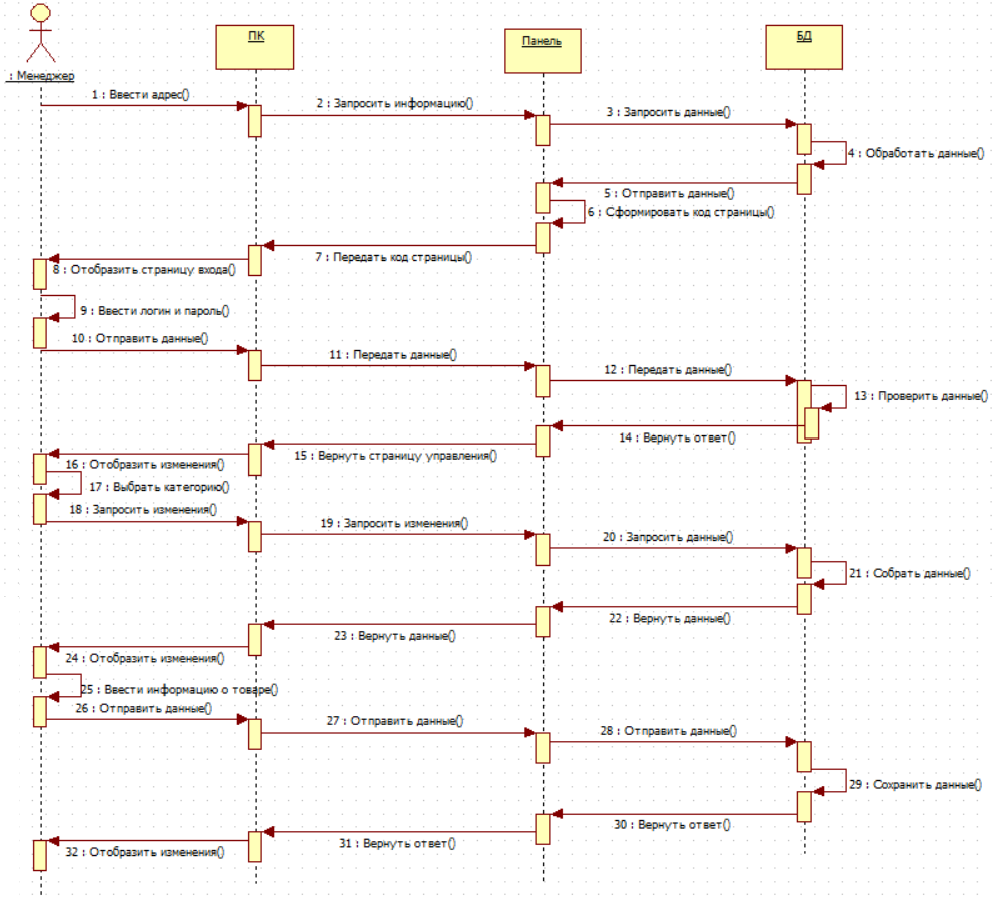 : Менеджер
ПК
Панель
БД
1 : Ввести адрес()
2 : Запросить информацию()
3 : Запросить данные()
4 : Обработать данные()
5 : Отправить данные()
6 : Сформировать код страницы()
7 : Передать код страницы()
8 : Отобразить страницу входа()
9 : Ввести логин и пароль()
10 : Отправить данные()
11 : Передать данные()
12 : Передать данные()
13 : Проверить данные()
14 : Вернуть ответ()
15 : Вернуть страницу управления()
16 : Отобразить изменения()
17 : Выбрать категорию()
18 : Запросить изменения()
19 : Запросить изменения()
20 : Запросить данные()
21 : Собрать данные()
22 : Вернуть данные()
23 : Вернуть данные()
24 : Отобразить изменения()
25 : Ввести информацию о товаре()
26 : Отправить данные()
27 : Отправить данные()
28 : Отправить данные()
29 : Сохранить данные()
30 : Вернуть ответ()
31 : Вернуть ответ()
32 : Отобразить изменения()